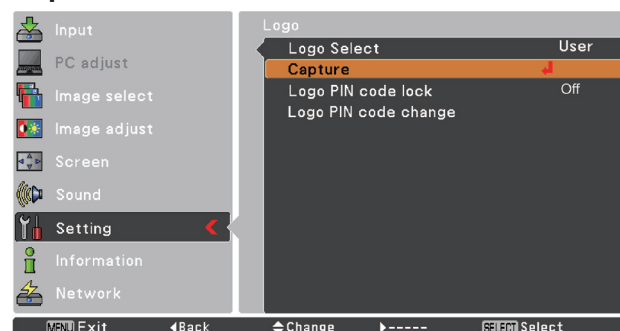 Input
PC adjust
Image select
Image adjust
Screen
Sound
Setting
Information
Network
Logo
Logo Select User
Capture
Logo PIN code lock Off
Logo PIN code change
MENU Exit Back Change ----- SELECT Select